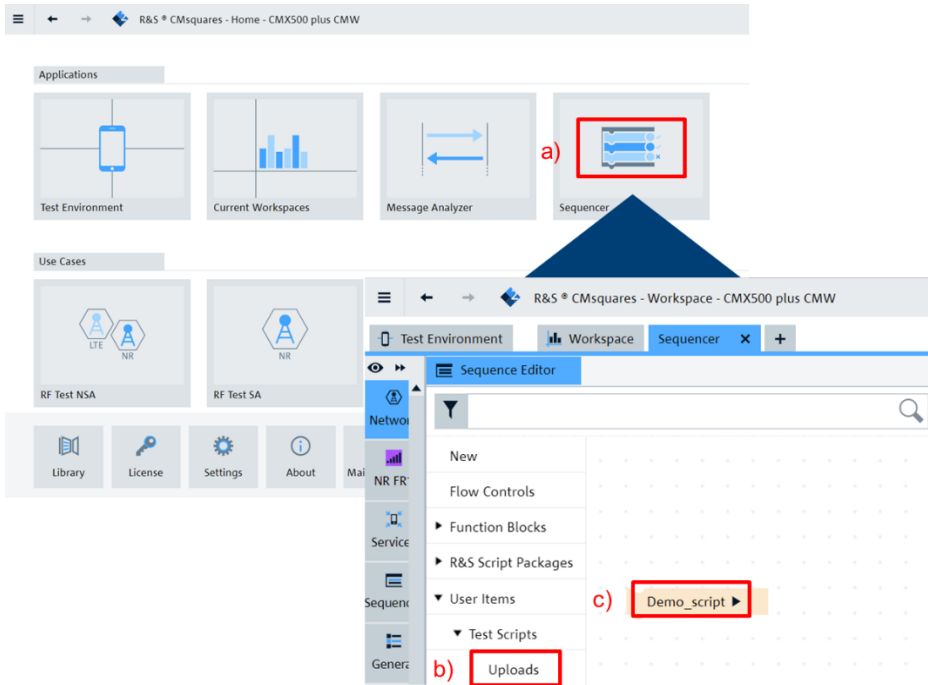 R&S ® CMsquares - Home - CMX500 plus CMW
Applications
Test Environment
Current Workspaces
Message Analyzer
Sequencer
a)
Use Cases
LTE
NR
NR
RF Test NSA
RF Test SA
Library
License
Settings
About
Mai
R&S ® CMsquares - Workspace - CMX500 plus CMW
Test Environment
Workspace
Sequencer
Sequence Editor
Networ
NR FR1
Service
Sequenc
Genera
New
Flow Controls
Function Blocks
R&S Script Packages
User Items
Test Scripts
b) Uploads
c) Demo_script